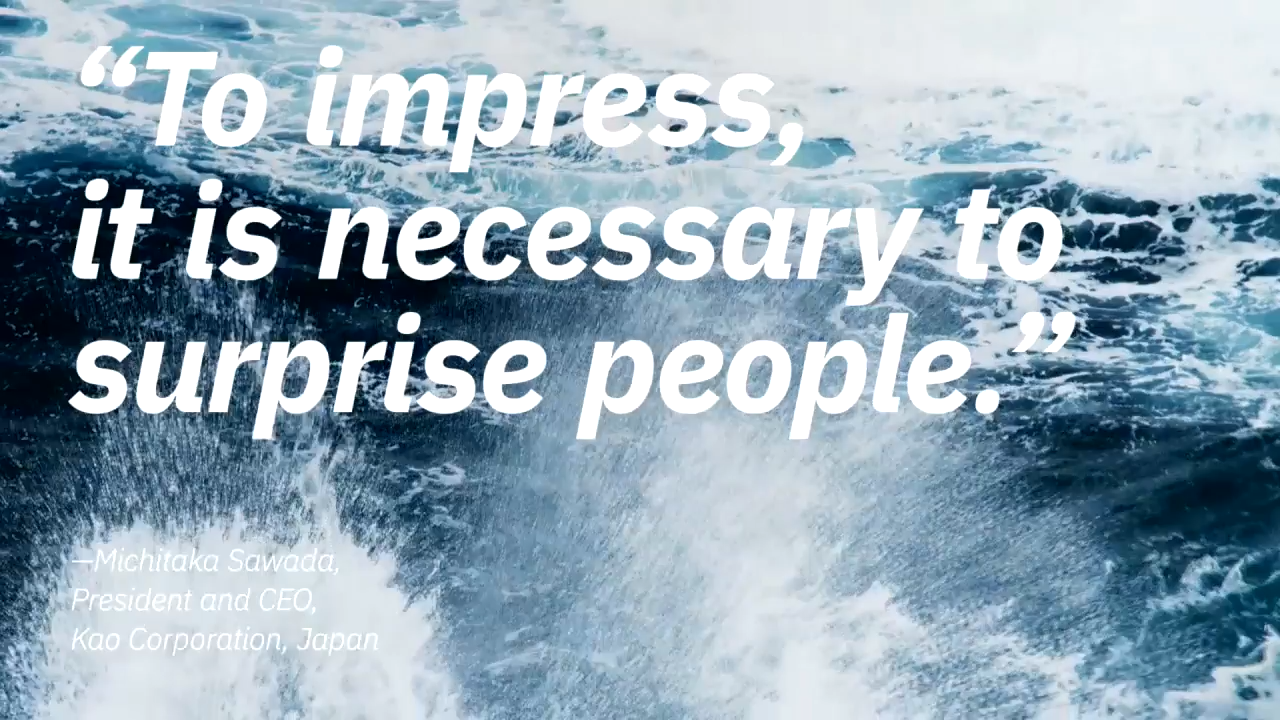 “To impress,
it is necessary to
surprise people.”
—Michitaka Sawada,
President and CEO,
Kao Corporation, Japan